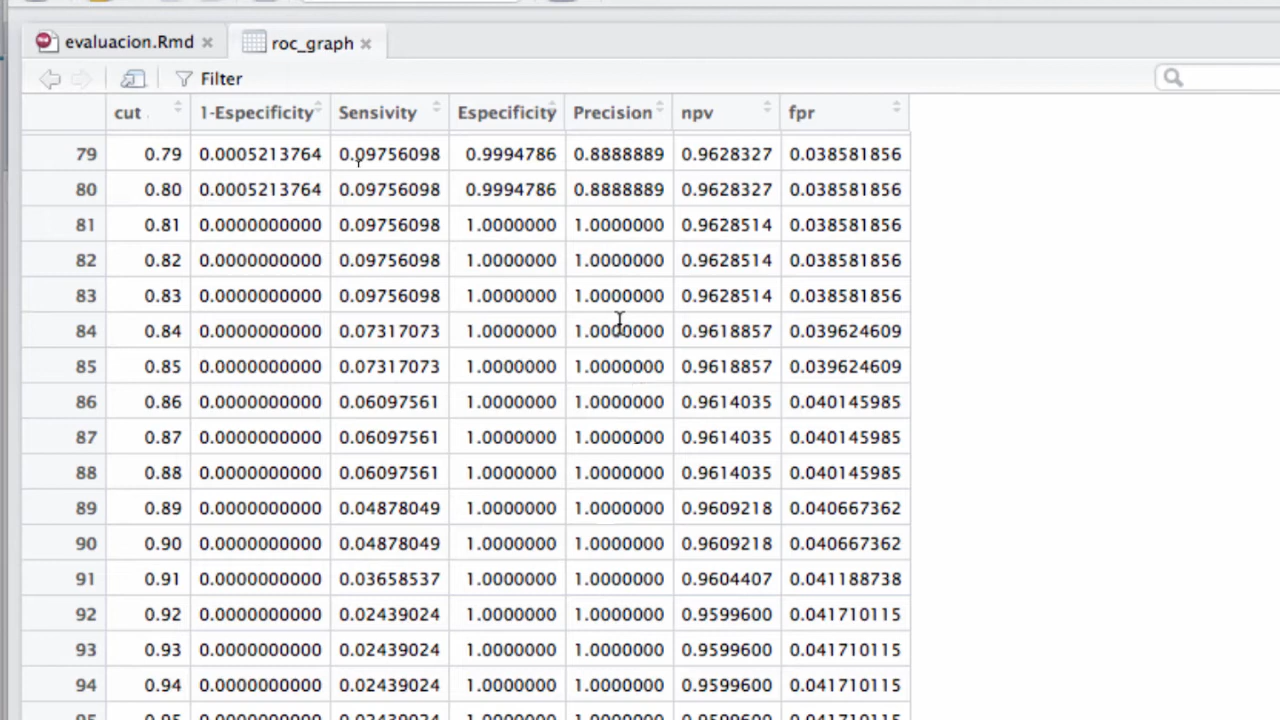 evaluacion.Rmd roc_graph
Filter
cut 1-Especificity Sensivity Especificity Precision npv fpr
79 0.79 0.0005213764 0.09756098 0.9994786 0.8888889 0.9628327 0.038581856
80 0.80 0.0005213764 0.09756098 0.9994786 0.8888889 0.9628327 0.038581856
81 0.81 0.0000000000 0.09756098 1.0000000 1.0000000 0.9628514 0.038581856
82 0.82 0.0000000000 0.09756098 1.0000000 1.0000000 0.9628514 0.038581856
83 0.83 0.0000000000 0.09756098 1.0000000 1.0000000 0.9628514 0.038581856
84 0.84 0.0000000000 0.07317073 1.0000000 1.0000000 0.9618857 0.039624609
85 0.85 0.0000000000 0.07317073 1.0000000 1.0000000 0.9618857 0.039624609
86 0.86 0.0000000000 0.06097561 1.0000000 1.0000000 0.9614035 0.040145985
87 0.87 0.0000000000 0.06097561 1.0000000 1.0000000 0.9614035 0.040145985
88 0.88 0.0000000000 0.06097561 1.0000000 1.0000000 0.9614035 0.040145985
89 0.89 0.0000000000 0.04878049 1.0000000 1.0000000 0.9609218 0.040667362
90 0.90 0.0000000000 0.04878049 1.0000000 1.0000000 0.9609218 0.040667362
91 0.91 0.0000000000 0.03658537 1.0000000 1.0000000 0.9604407 0.041188738
92 0.92 0.0000000000 0.02439024 1.0000000 1.0000000 0.9599600 0.041710115
93 0.93 0.0000000000 0.02439024 1.0000000 1.0000000 0.9599600 0.041710115
94 0.94 0.0000000000 0.02439024 1.0000000 1.0000000 0.9599600 0.041710115